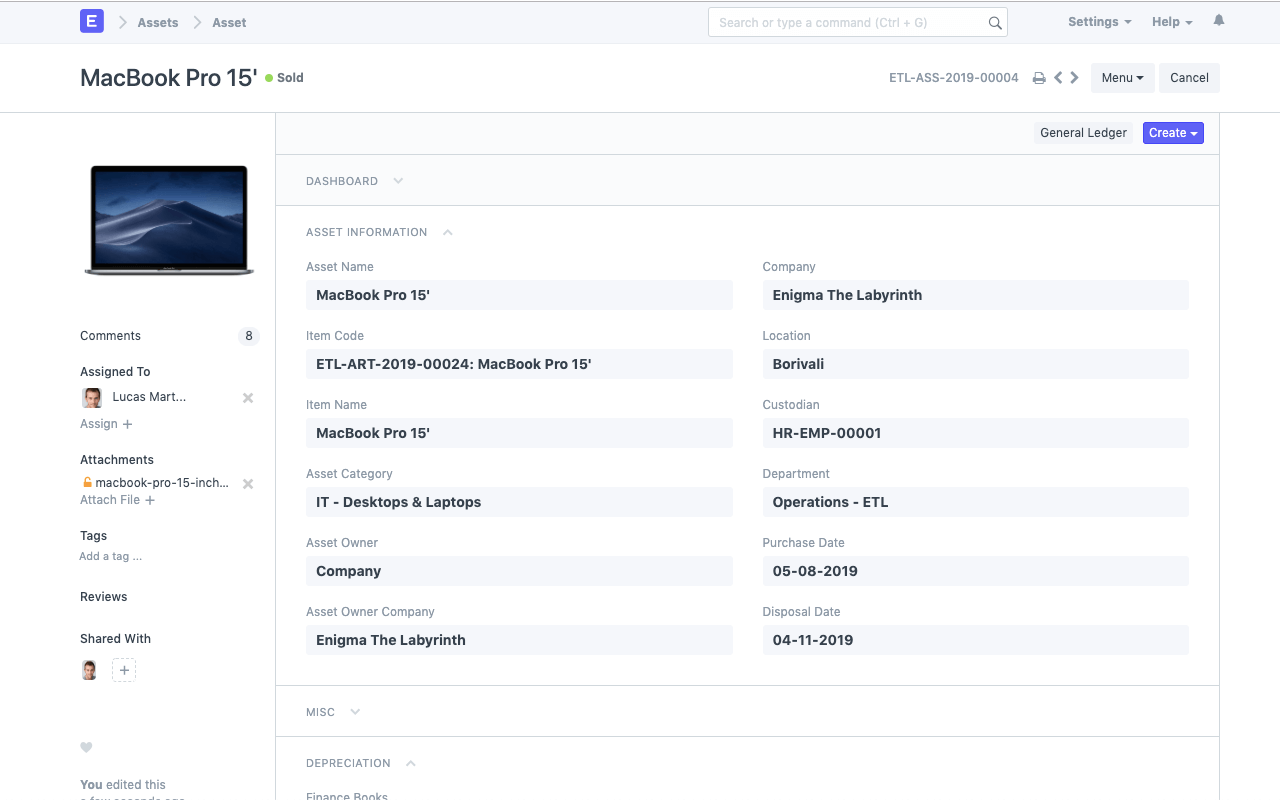 E Assets Asset Search or type a command (Ctrl + G) Settings Help
MacBook Pro 15' Sold ETL-ASS-2019-00004 Menu Cancel
General Ledger Create
Comments 8
Assigned To
Lucas Mart...
Assign +
Attachments
macbook-pro-15-inch...
Attach File +
Tags
Add a tag ...
Reviews
Shared With
+
You edited this
a few seconds ago
DASHBOARD
ASSET INFORMATION
Asset Name
MacBook Pro 15'
Item Code
ETL-ART-2019-00024: MacBook Pro 15'
Item Name
MacBook Pro 15'
Asset Category
IT - Desktops & Laptops
Asset Owner
Company
Asset Owner Company
Enigma The Labyrinth
Company
Enigma The Labyrinth
Location
Borivali
Custodian
HR-EMP-00001
Department
Operations - ETL
Purchase Date
05-08-2019
Disposal Date
04-11-2019
MISC
DEPRECIATION
Finance Books